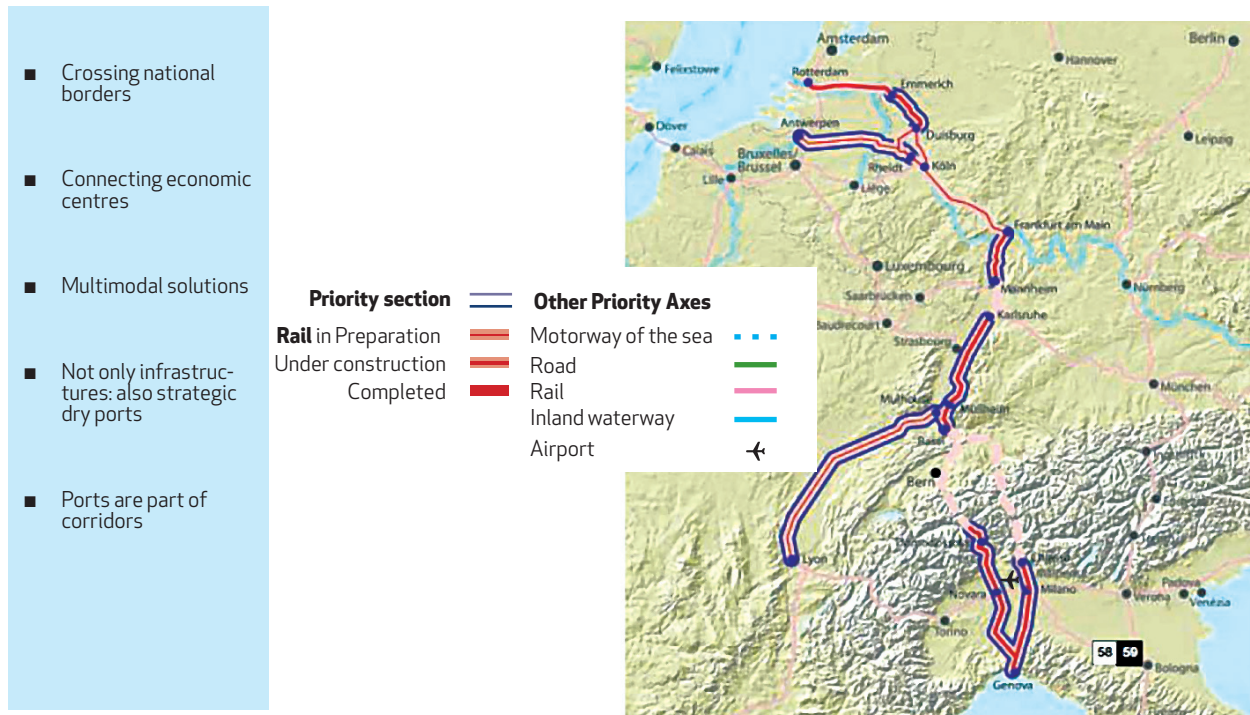 Crossing national
borders
Connecting economic
centres
Multimodal solutions
Not only infrastruc-
tures: also strategic
dry ports
Ports are part of
corridors
Priority section
Rail in Preparation
Under construction
Completed
Other Priority Axes
Motorway of the sea
Road
Rail
Inland waterway
Airport
Amsterdam
Berlin
Hannover
Felixstowe
Rotterdam
Emmerich
Antwerpen
Dover
Duisburg
Leipzig
Calais
Bruxelles/
Brussel
Rheidt
Köln
Lille
Liège
Frankfurt am Main
Luxembourg
Mannheim
Nürnberg
Saarbrücken
Karlsruhe
Baudrecourt
Strasbourg
München
Mulhouse
Müllheim
Basel
Bern
Lyon
Novara
Milano
Verona
Padova
Venézia
Torino
58 59
Bologna
Genova